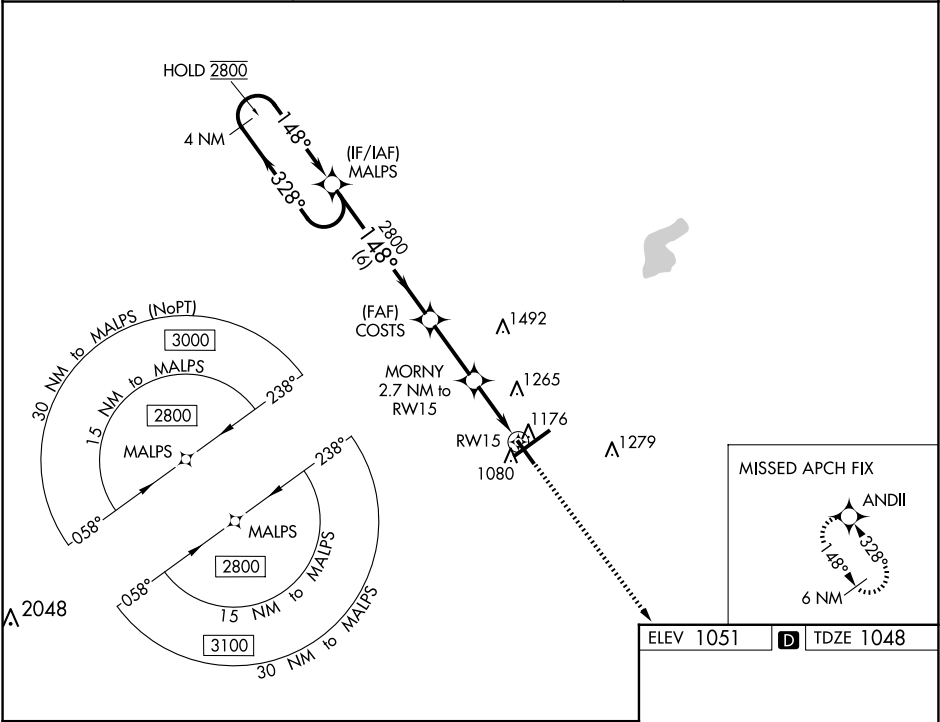 HOLD 2800
4 NM
148°
328°
(IF/IAF)
MALPS
2800
148°
(6)
(FAF)
COSTS
1492
MORNY
2.7 NM to
RW15
1265
RW15
1176
1279
1080
30 NM to MALPS (NoPT)
3000
15 NM to MALPS
2800
MALPS
238°
058°
238°
MALPS
058°
2800
15 NM to MALPS
3100
30 NM to MALPS
2048
MISSED APCH FIX
ANDII
148°
328°
6 NM
ELEV 1051
D
TDZE 1048